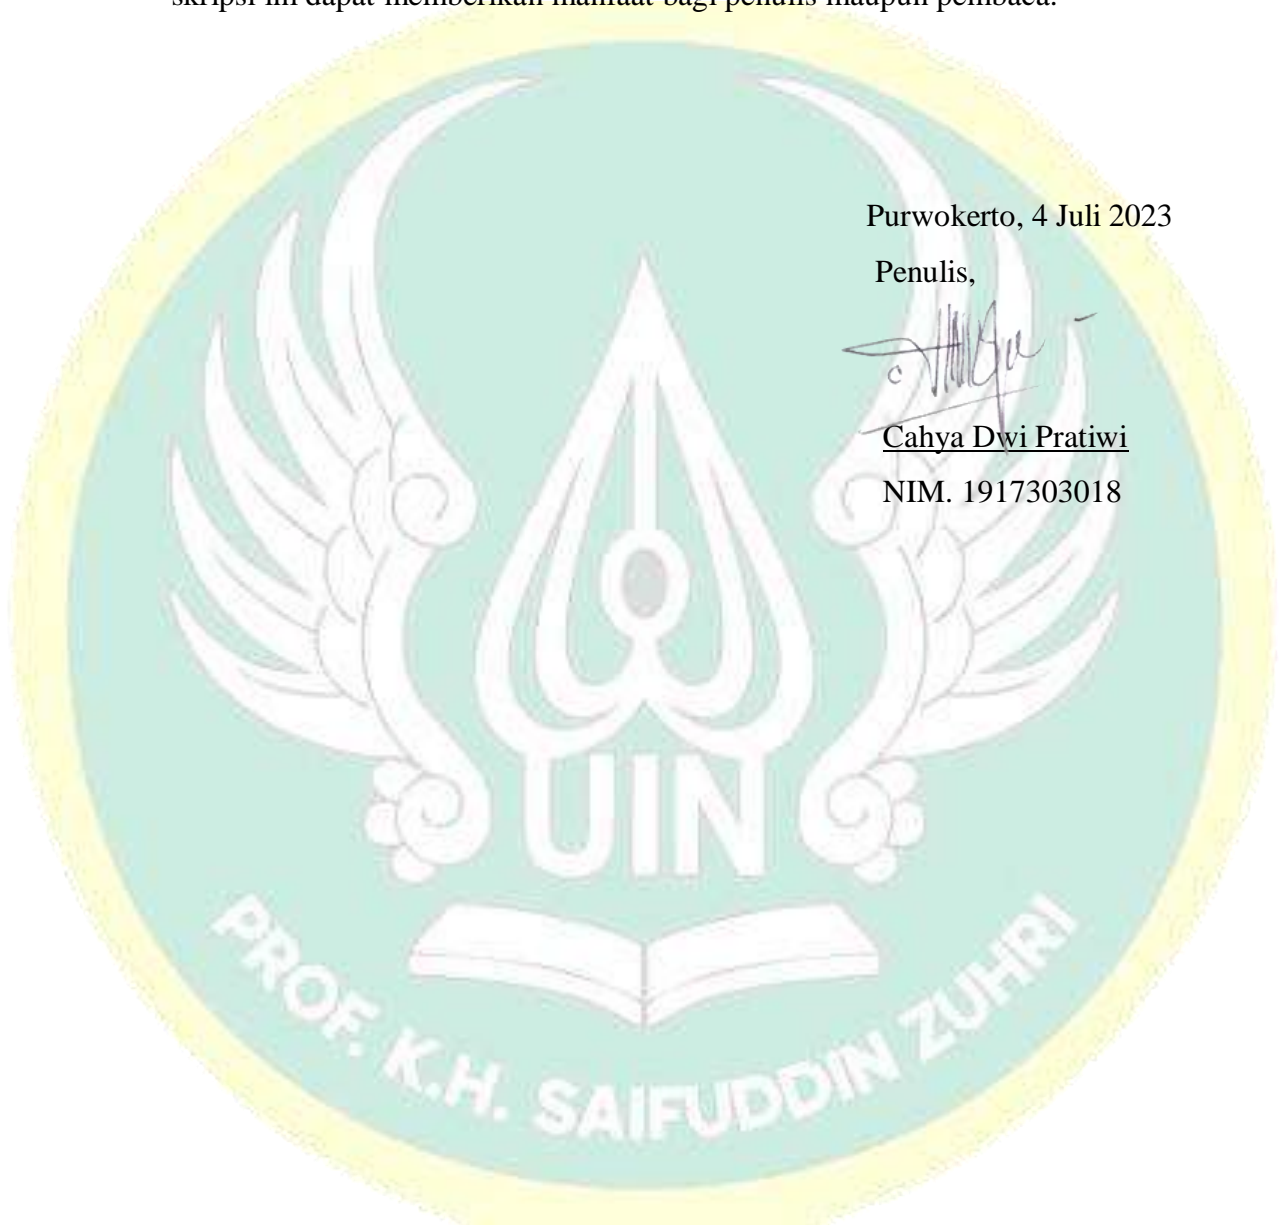 skripsi ini dapat memberikan manfaat bagi penulis maupun pembaca.
Purwokerto, 4 Juli 2023
Penulis,
Cahya Dwi Pratiwi
NIM. 1917303018
UIN
PROF. K.H. SAIFUDDIN ZUHRI